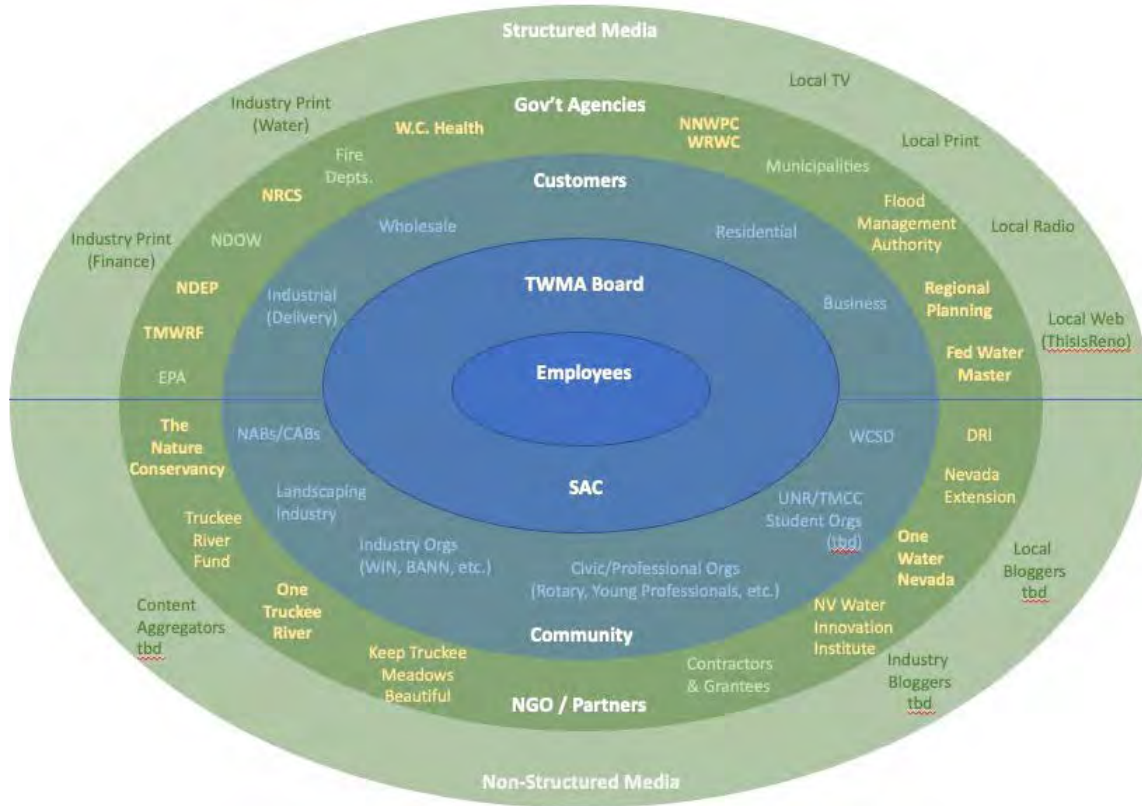 Structured Media
Local TV
Industry Print
(Water)
Gov't Agencies
W.C. Health
NNWPC
WRWC
Local Print
Fire
Depts.
Municipalities
Customers
NRCS
Flood
Management
Authority
Wholesale
Residential
Local Radio
Industry Print
(Finance)
NDOW
TWMA Board
NDEP
Industrial
(Delivery)
Business
Regional
Planning
TMWRF
Local Web
(ThisIsReno)
Fed Water
Master
Employees
EPA
The
Nature
Conservancy
NABs/CABs
WCSD
DRI
SAC
Landscaping
Industry
UNR/TMCC
Student Orgs
(tbd)
Nevada
Extension
Truckee
River
Fund
Industry Orgs
(WIN, BANN, etc.)
One
Water
Nevada
Local
Bloggers
tbd
Civic/Professional Orgs
(Rotary, Young Professionals, etc.)
One
Truckee
River
Content
Aggregators
tbd
Community
NV Water
Innovation
Institute
Keep Truckee
Meadows
Beautiful
Contractors
& Grantees
Industry
Bloggers
tbd
NGO / Partners
Non-Structured Media